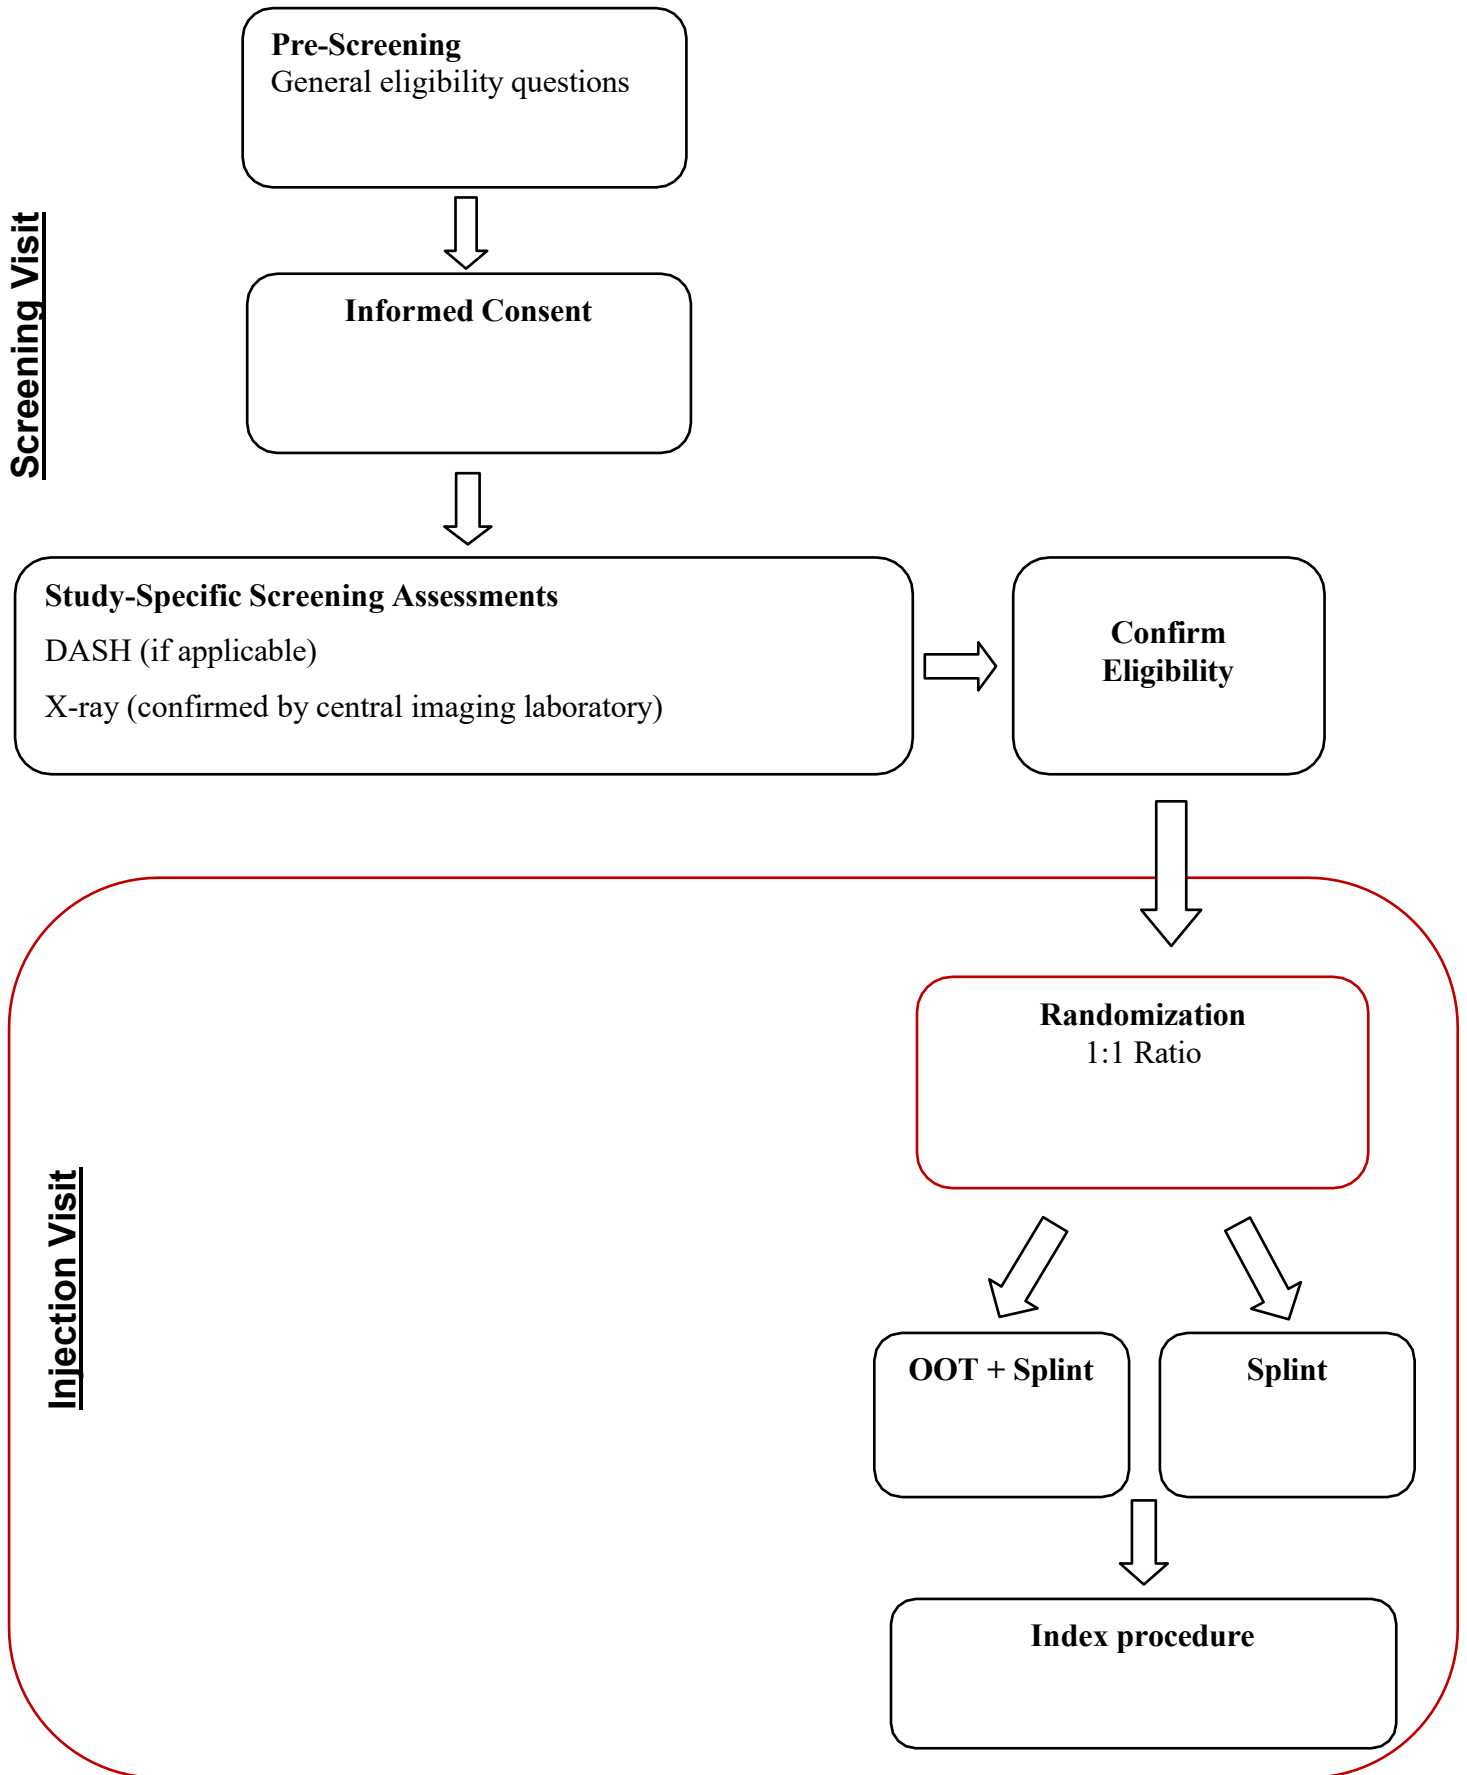 Pre-Screening
General eligibility questions
Screening Visit
Informed Consent
Study-Specific Screening Assessments
DASH (if applicable)
X-ray (confirmed by central imaging laboratory)
Confirm
Eligibility
Injection Visit
Randomization
1:1 Ratio
OOT + Splint
Splint
Index procedure